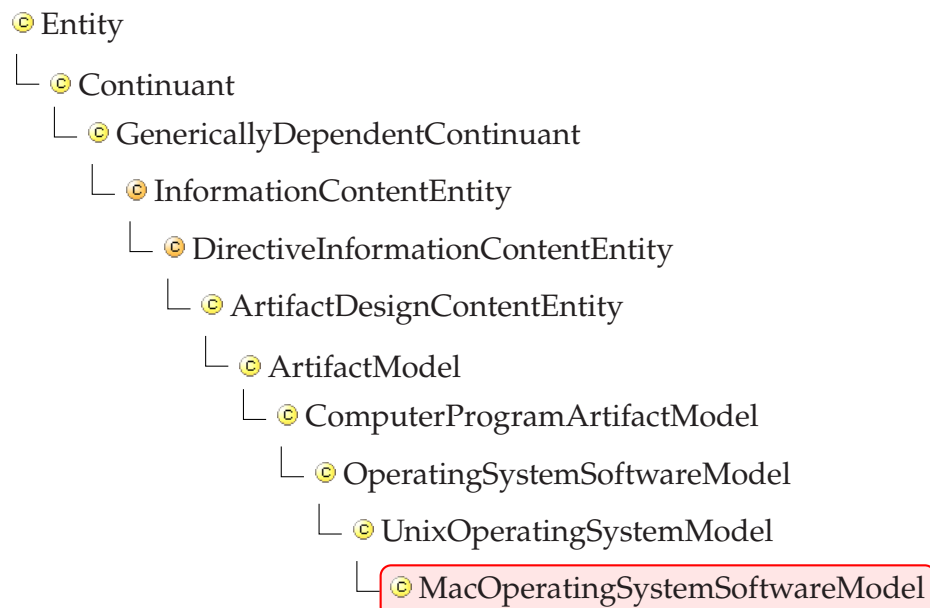 Entity
Continuant
GenericallyDependentContinuant
InformationContentEntity
DirectiveInformationContentEntity
ArtifactDesignContentEntity
ArtifactModel
ComputerProgramArtifactModel
OperatingSystemSoftwareModel
UnixOperatingSystemModel
MacOperatingSystemSoftwareModel